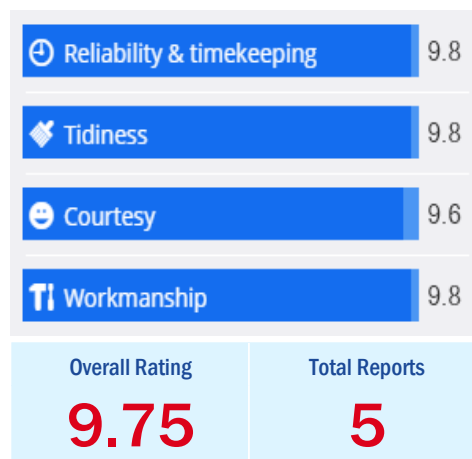 Reliability & timekeeping 9.8
Tidiness 9.8
Courtesy 9.6
Workmanship 9.8
Overall Rating Total Reports
9.75 5